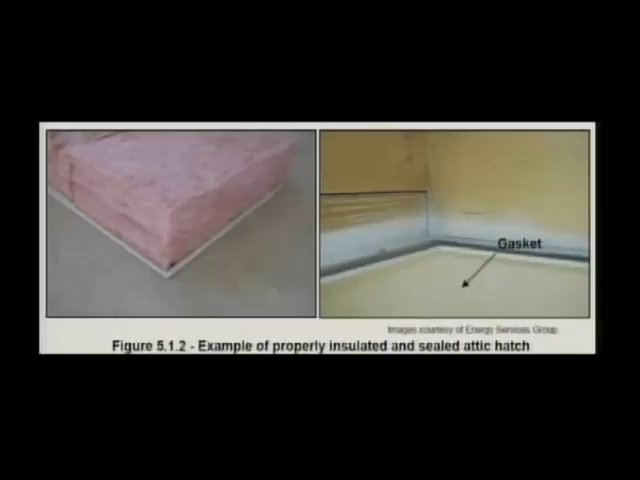 Gasket
Images courtesy of Energy Services Group
Figure 5.1.2 - Example of properly insulated and sealed attic hatch